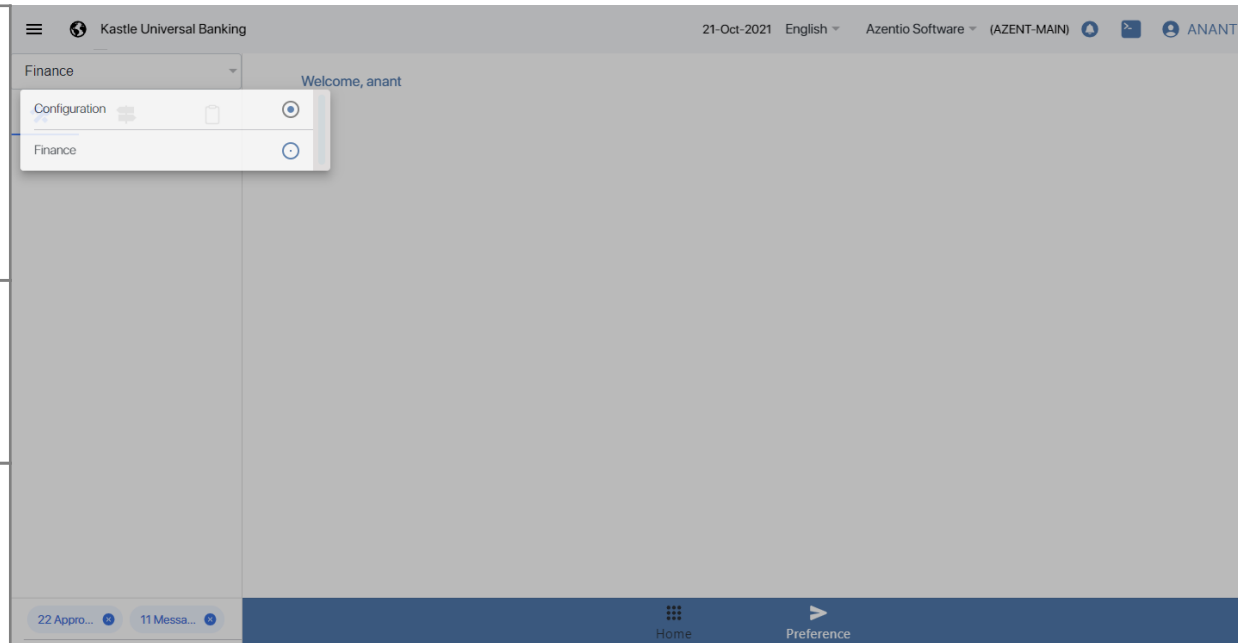 Kastle Universal Banking 21-Oct-2021 English Azentio Software (AZENT-MAIN) ANANT
Finance
Welcome, anant
Configuration
Finance
22 Appro... 11 Messa...
Home Preference